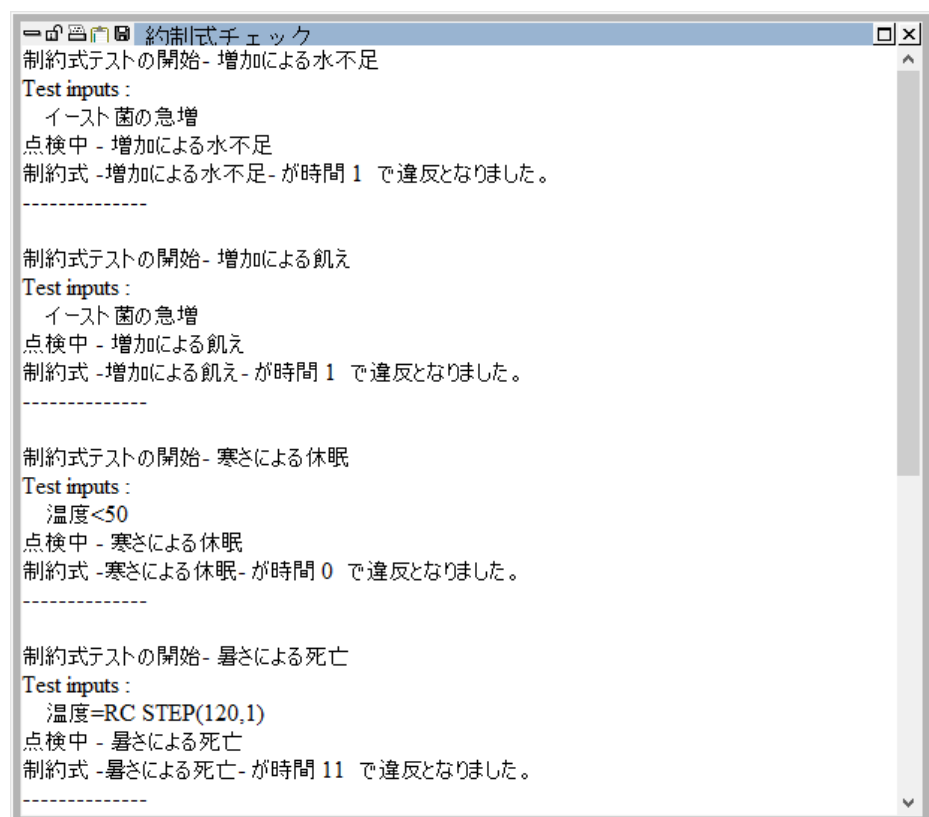 約制式チェック
制約式テストの開始- 増加による水不足
Test inputs :
イースト菌の急増
点検中 - 増加による水不足
制約式 -増加による水不足- が時間 1 で違反となりました。
--------------
制約式テストの開始- 増加による飢え
Test inputs :
イースト菌の急増
点検中 - 増加による飢え
制約式 -増加による飢え- が時間 1 で違反となりました。
--------------
制約式テストの開始- 寒さによる休眠
Test inputs :
温度<50
点検中 - 寒さによる休眠
制約式 -寒さによる休眠- が時間 0 で違反となりました。
--------------
制約式テストの開始- 暑さによる死亡
Test inputs :
温度=RC STEP(120,1)
点検中 - 暑さによる死亡
制約式 -暑さによる死亡- が時間 11 で違反となりました。
--------------